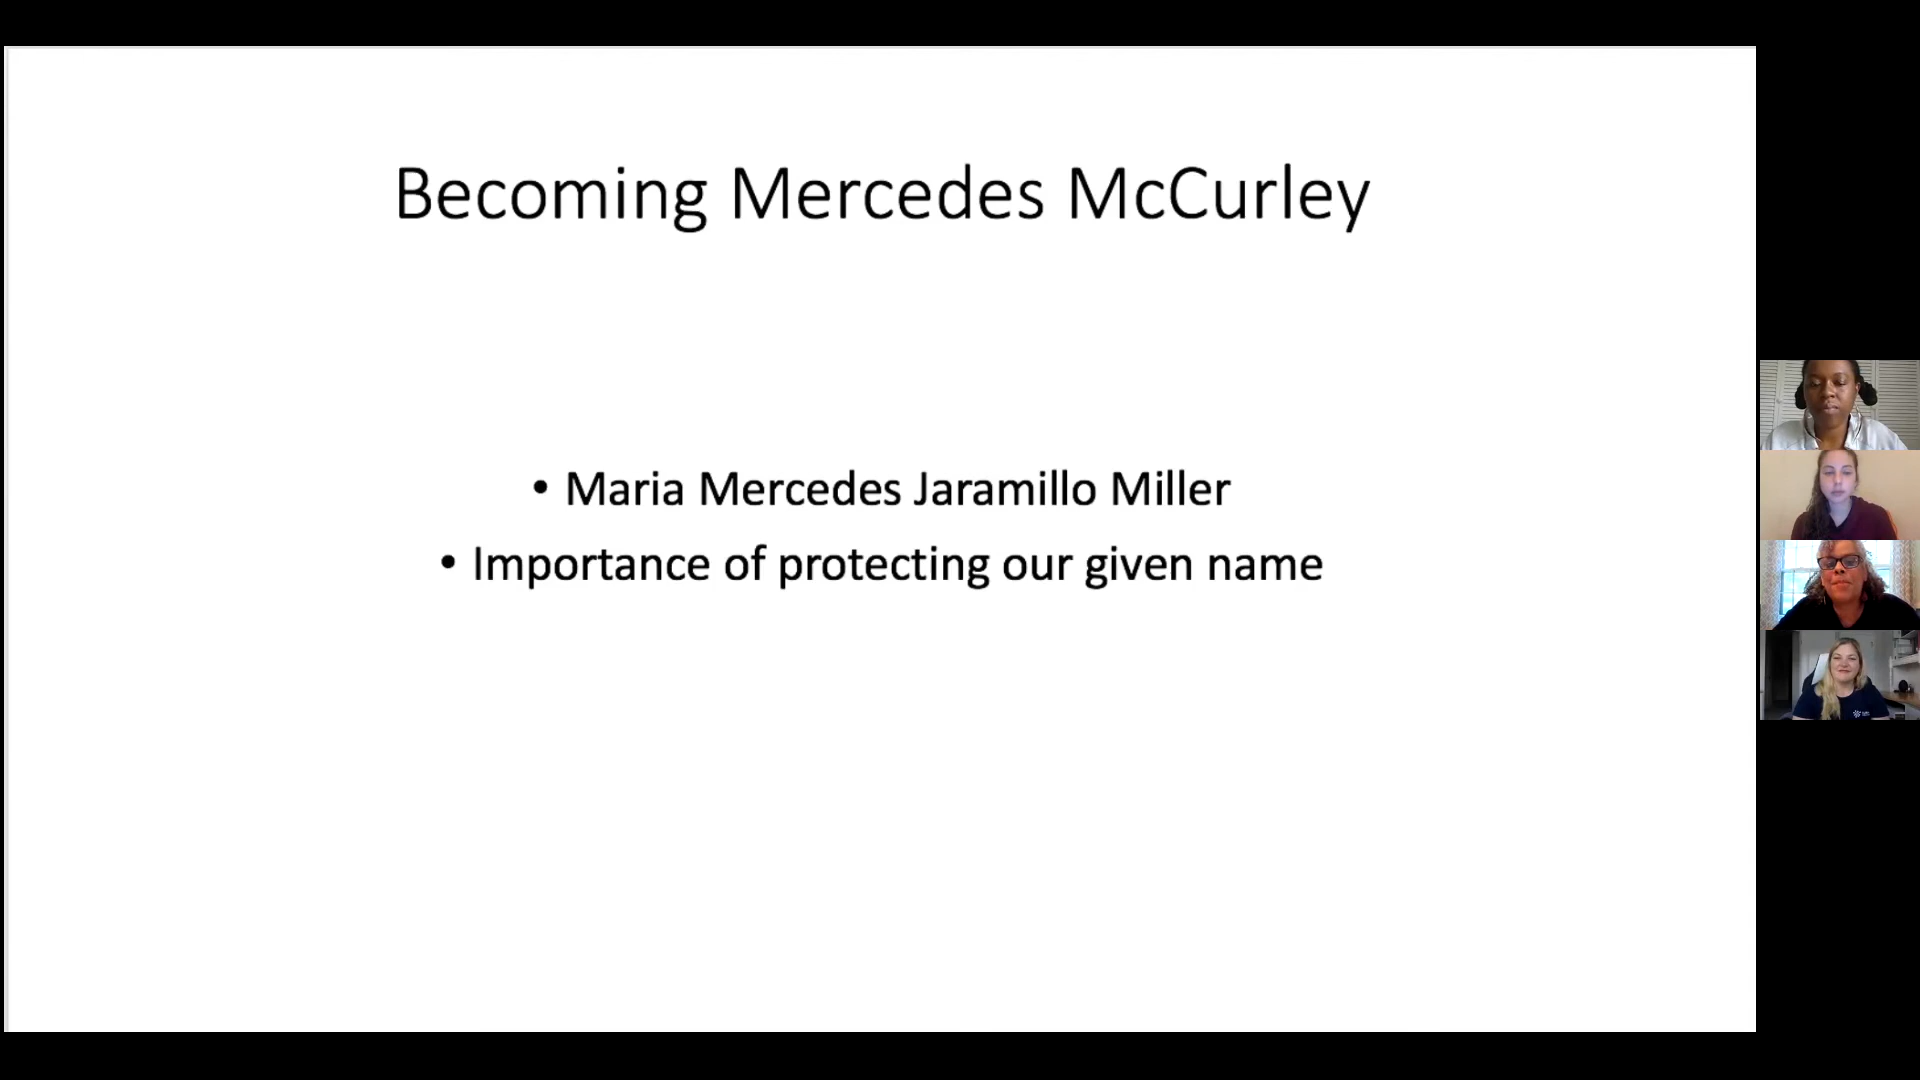 Becoming Mercedes McCurley
• Maria Mercedes Jaramillo Miller
• Importance of protecting our given name